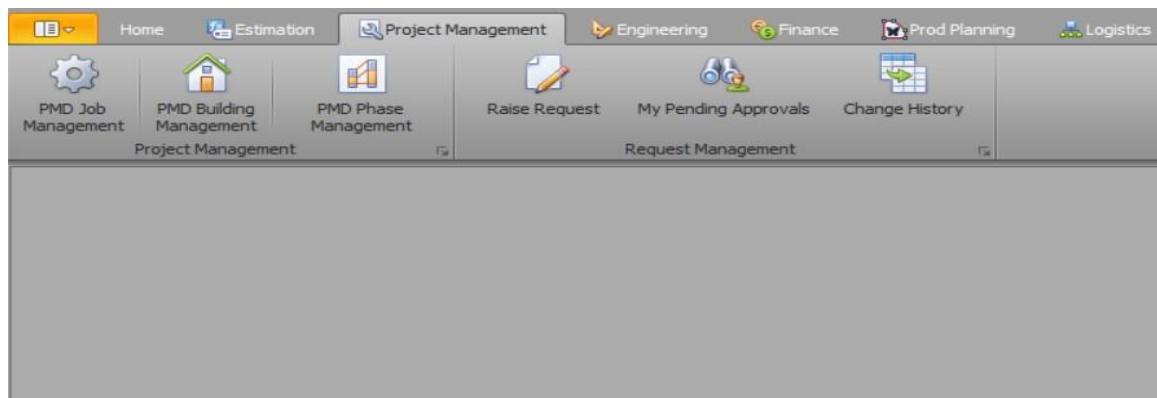 Home Estimation Project Management Engineering Finance Prod Planning Logistics
PMD Job Management PMD Building Management PMD Phase Management Raise Request My Pending Approvals Change History
Project Management Request Management